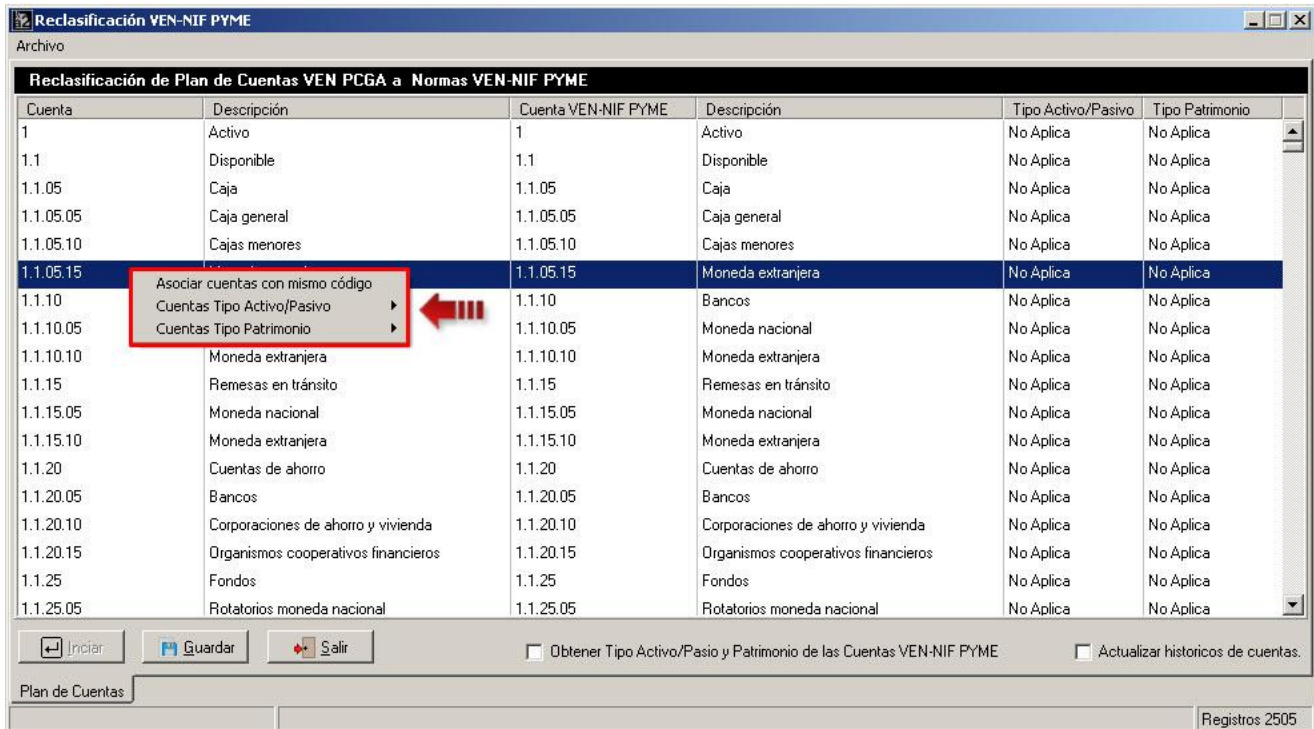 Reclasificación VEN-NIF PYME
Archivo
Reclasificación de Plan de Cuentas VEN PCGA a Normas VEN-NIF PYME
Cuenta Descripción Cuenta VEN-NIF PYME Descripción Tipo Activo/Pasivo Tipo Patrimonio
1 Activo 1 Activo No Aplica No Aplica
1.1 Disponible 1.1 Disponible No Aplica No Aplica
1.1.05 Caja 1.1.05 Caja No Aplica No Aplica
1.1.05.05 Caja general 1.1.05.05 Caja general No Aplica No Aplica
1.1.05.10 Cajas menores 1.1.05.10 Cajas menores No Aplica No Aplica
1.1.05.15 1.1.05.15 Moneda extranjera No Aplica No Aplica
Asociar cuentas con mismo código
1.1.10 Cuentas Tipo Activo/Pasivo 1.1.10 Bancos No Aplica No Aplica
1.1.10.05 Cuentas Tipo Patrimonio 1.1.10.05 Moneda nacional No Aplica No Aplica
1.1.10.10 Moneda extranjera 1.1.10.10 Moneda extranjera No Aplica No Aplica
1.1.15 Remesas en tránsito 1.1.15 Remesas en tránsito No Aplica No Aplica
1.1.15.05 Moneda nacional 1.1.15.05 Moneda nacional No Aplica No Aplica
1.1.15.10 Moneda extranjera 1.1.15.10 Moneda extranjera No Aplica No Aplica
1.1.20 Cuentas de ahorro 1.1.20 Cuentas de ahorro No Aplica No Aplica
1.1.20.05 Bancos 1.1.20.05 Bancos No Aplica No Aplica
1.1.20.10 Corporaciones de ahorro y vivienda 1.1.20.10 Corporaciones de ahorro y vivienda No Aplica No Aplica
1.1.20.15 Organismos cooperativos financieros 1.1.20.15 Organismos cooperativos financieros No Aplica No Aplica
1.1.25 Fondos 1.1.25 Fondos No Aplica No Aplica
1.1.25.05 Rotatorios moneda nacional 1.1.25.05 Rotatorios moneda nacional No Aplica No Aplica
Inciar Guardar Salir Obtener Tipo Activo/Pasio y Patrimonio de las Cuentas VEN-NIF PYME Actualizar historicos de cuentas.
Plan de Cuentas
Registros 2505